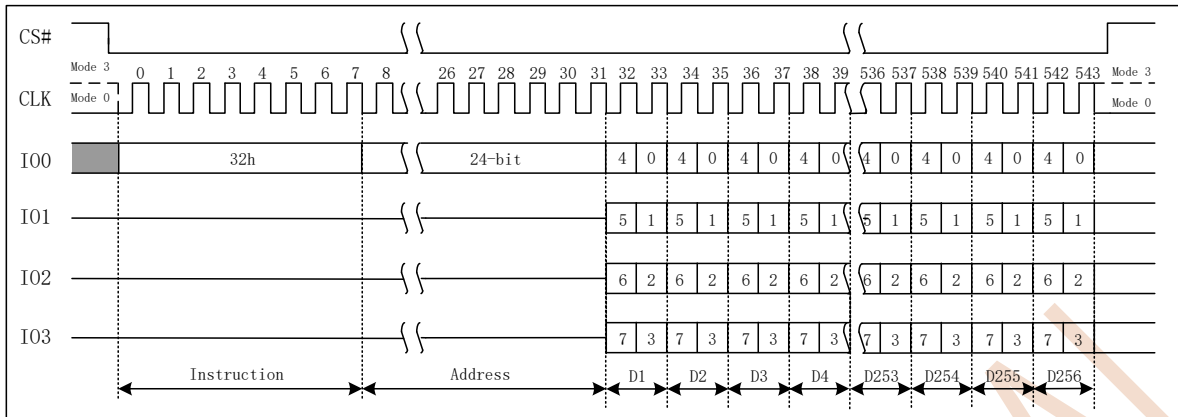 CS#
Mode 3 0 1 2 3 4 5 6 7 8 26 27 28 29 30 31 32 33 34 35 36 37 38 39 536 537 538 539 540 541 542 543 Mode 3
CLK Mode 0 Mode 0
IO0 32h 24-bit 4 0 4 0 4 0 4 0 4 0 4 0 4 0 4 0
IO1 5 1 5 1 5 1 5 1 5 1 5 1 5 1 5 1
IO2 6 2 6 2 6 2 6 2 6 2 6 2 6 2 6 2
IO3 7 3 7 3 7 3 7 3 7 3 7 3 7 3 7 3
Instruction Address D1 D2 D3 D4 D253 D254 D255 D256